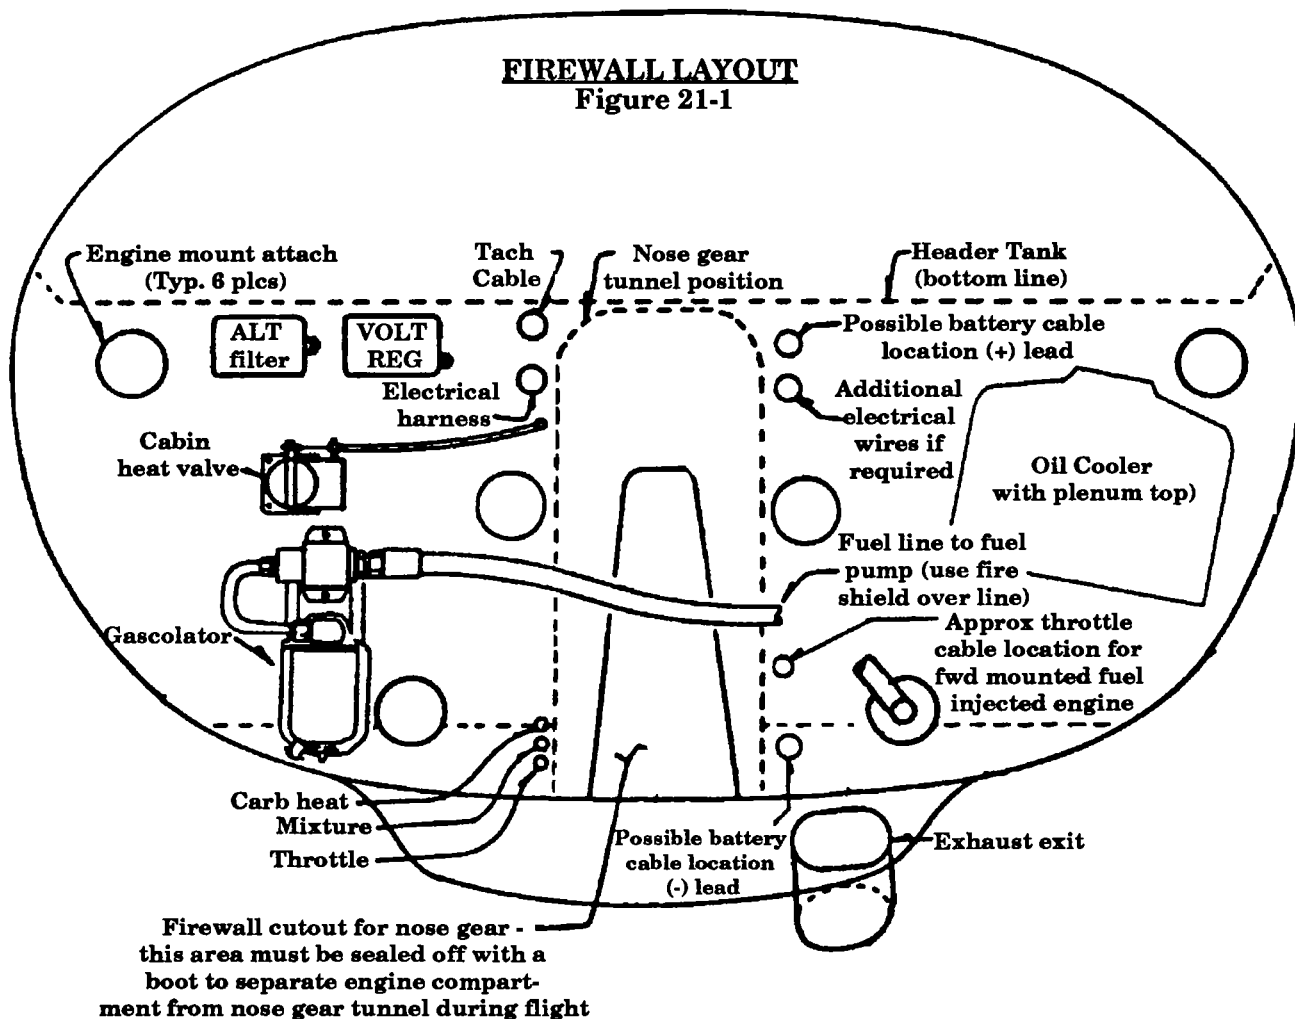 FIREWALL LAYOUT
Figure 21-1
Engine mount attach
(Typ. 6 plcs)
Tach
Cable
Nose gear
tunnel position
Header Tank
(bottom line)
ALT
filter
VOLT
REG
Possible battery cable
location (+) lead
Electrical
harness
Additional
electrical
wires if
required
Cabin
heat valve
Oil Cooler
with plenum top)
Fuel line to fuel
pump (use fire
shield over line)
Gascolator
Approx throttle
cable location for
fwd mounted fuel
injected engine
Carb heat
Mixture
Throttle
Possible battery
cable location
(-) lead
Exhaust exit
Firewall cutout for nose gear -
this area must be sealed off with a
boot to separate engine compart-
ment from nose gear tunnel during flight